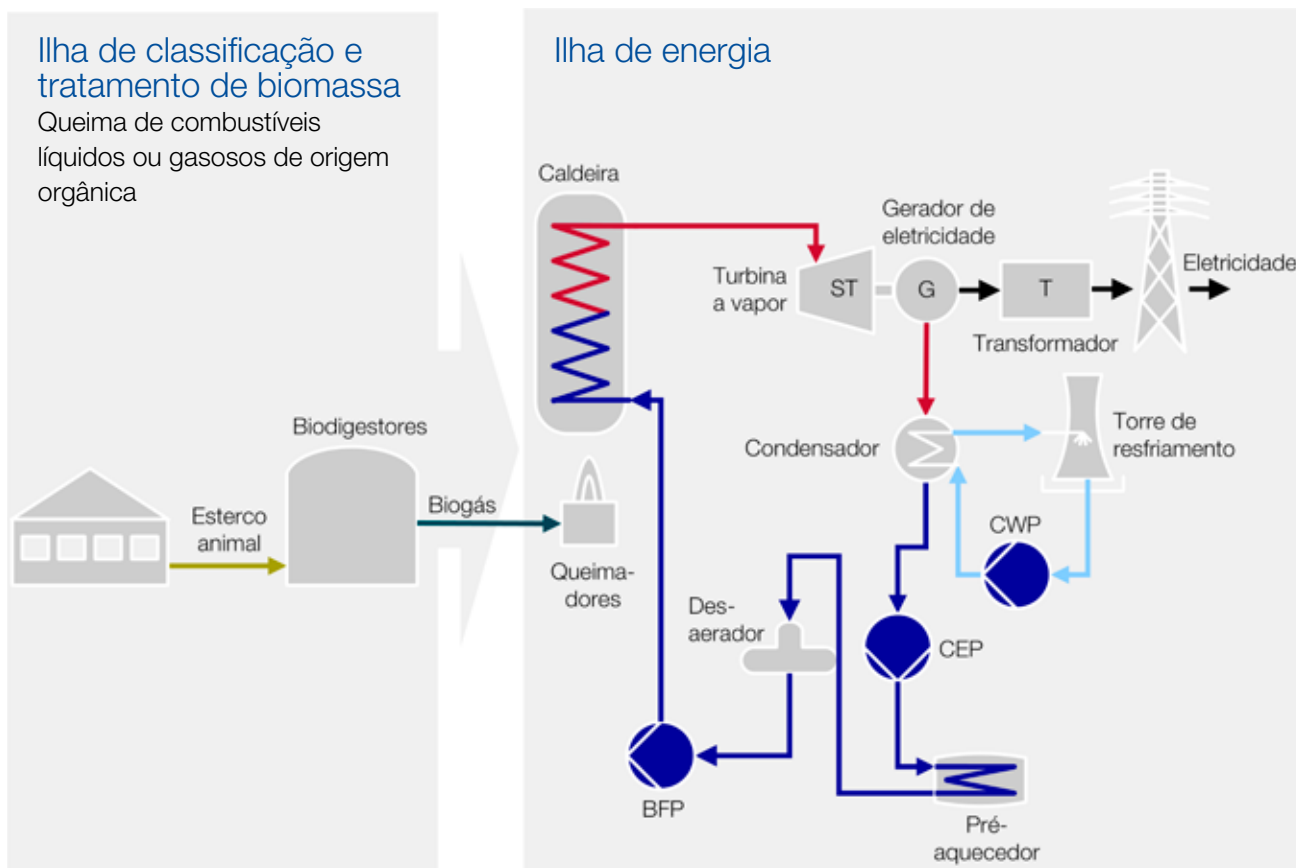 Ilha de classificação e
tratamento de biomassa
Queima de combustíveis
líquidos ou gasosos de origem
orgânica
Esterco
animal
Biodigestores
Biogás
Ilha de energia
Caldeira
Queima-
dores
Turbina
a vapor
ST
Gerador de
eletricidade
G
T
Transformador
Eletricidade
Condensador
Torre de
resfriamento
CWP
CEP
Des-
aerador
BFP
Pré-
aquecedor